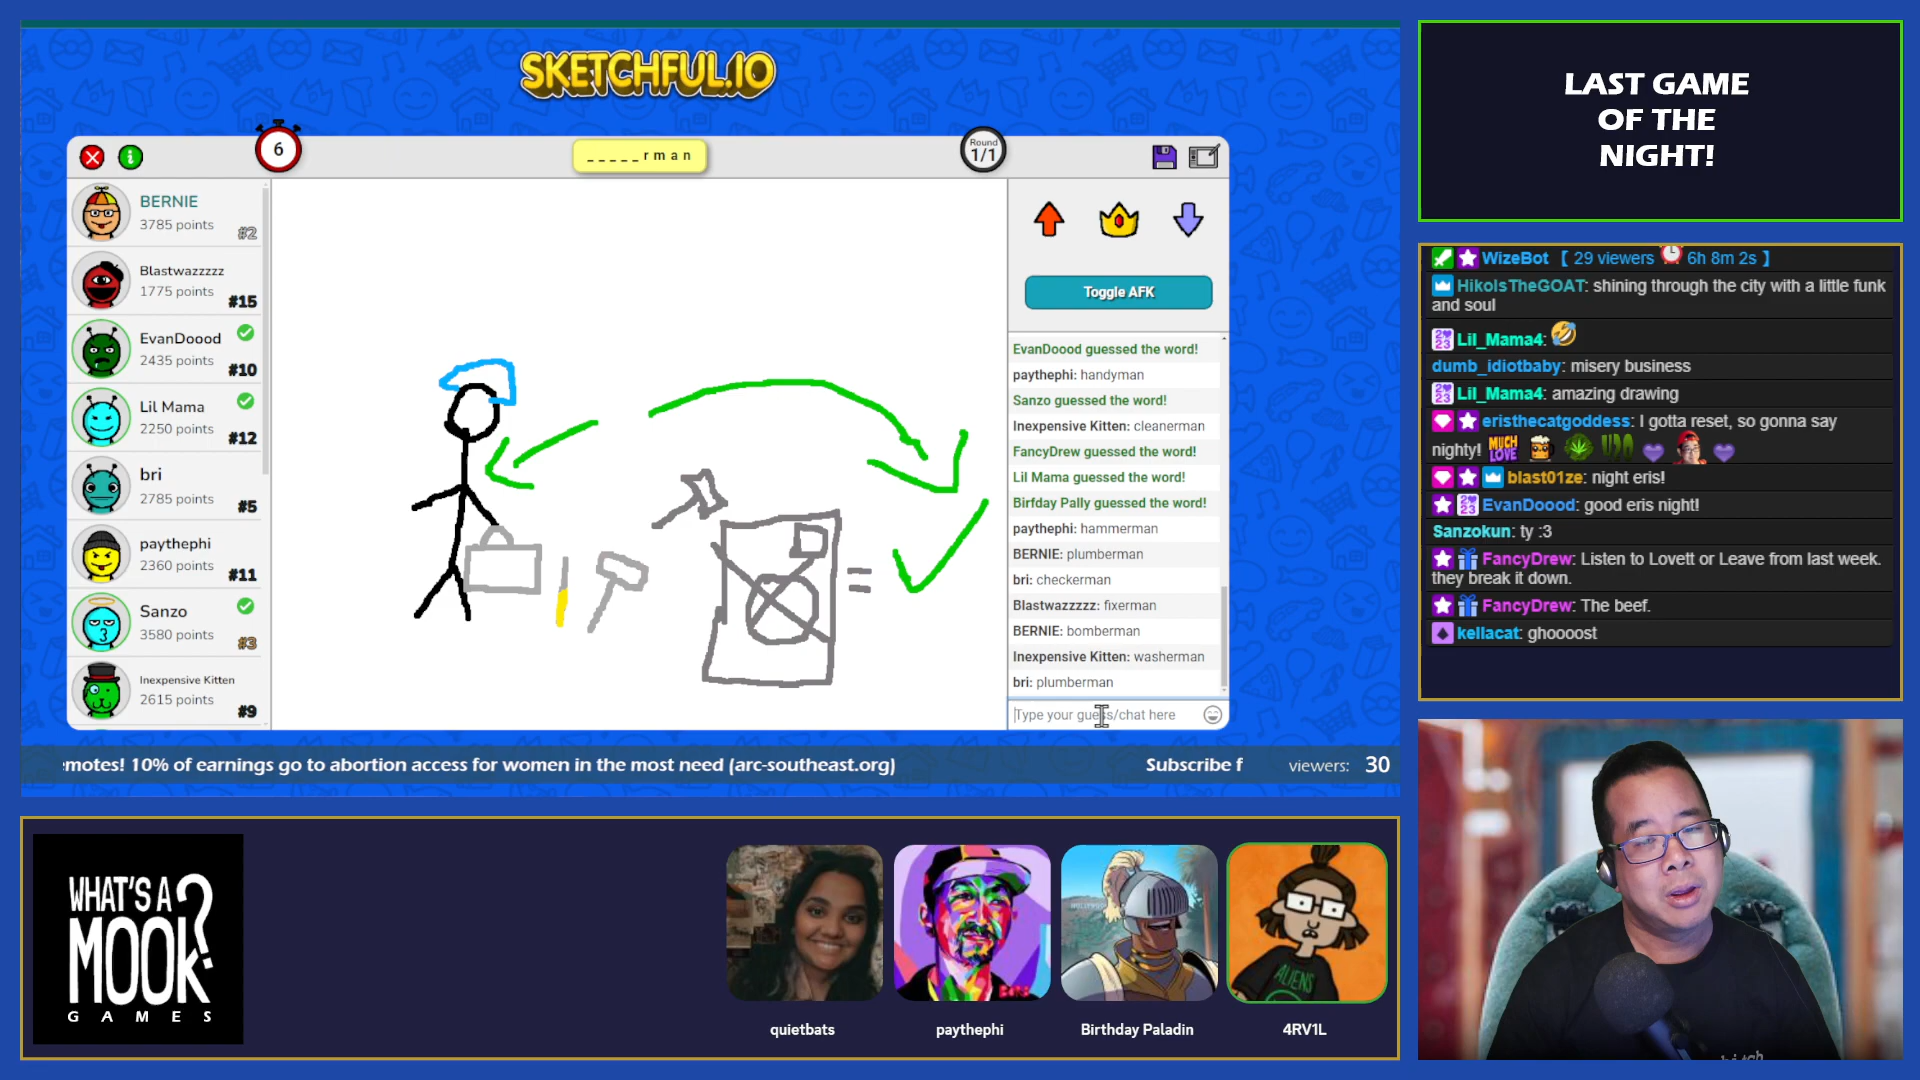 SKETCHFUL.IO
6
_ _ _ _ _ r m a n
Round
1/1
BERNIE
3785 points
#2
Blastwazzzzz
1775 points
#15
EvanDoood
2435 points
#10
Lil Mama
2250 points
#12
bri
2785 points
#5
paythephi
2360 points
#11
Sanzo
3580 points
#3
Inexpensive Kitten
2615 points
#9
Toggle AFK
EvanDoood guessed the word!
paythephi: handyman
Sanzo guessed the word!
Inexpensive Kitten: cleanerman
FancyDrew guessed the word!
Lil Mama guessed the word!
Birfday Pally guessed the word!
paythephi: hammerman
BERNIE: plumberman
bri: checkerman
Blastwazzzzz: fixerman
BERNIE: bomberman
Inexpensive Kitten: washerman
bri: plumberman
Type your guess/chat here
emotes! 10% of earnings go to abortion access for women in the most need (arc-southeast.org)
Subscribe f
viewers: 30
LAST GAME
OF THE
NIGHT!
WizeBot [ 29 viewers 6h 8m 2s ]
HikoIsTheGOAT: shining through the city with a little funk
and soul
Lil_Mama4:
dumb_idiotbaby: misery business
Lil_Mama4: amazing drawing
eristhecatgoddess: I gotta reset, so gonna say
nighty! MUCH LOVE
blast01ze: night eris!
EvanDoood: good eris night!
Sanzokun: ty :3
FancyDrew: Listen to Lovett or Leave from last week.
they break it down.
FancyDrew: The beef.
kellacat: ghoooost
WHAT'S A
MOOK?
GAMES
ALIENS
quietbats
paythephi
Birthday Paladin
4RV1L